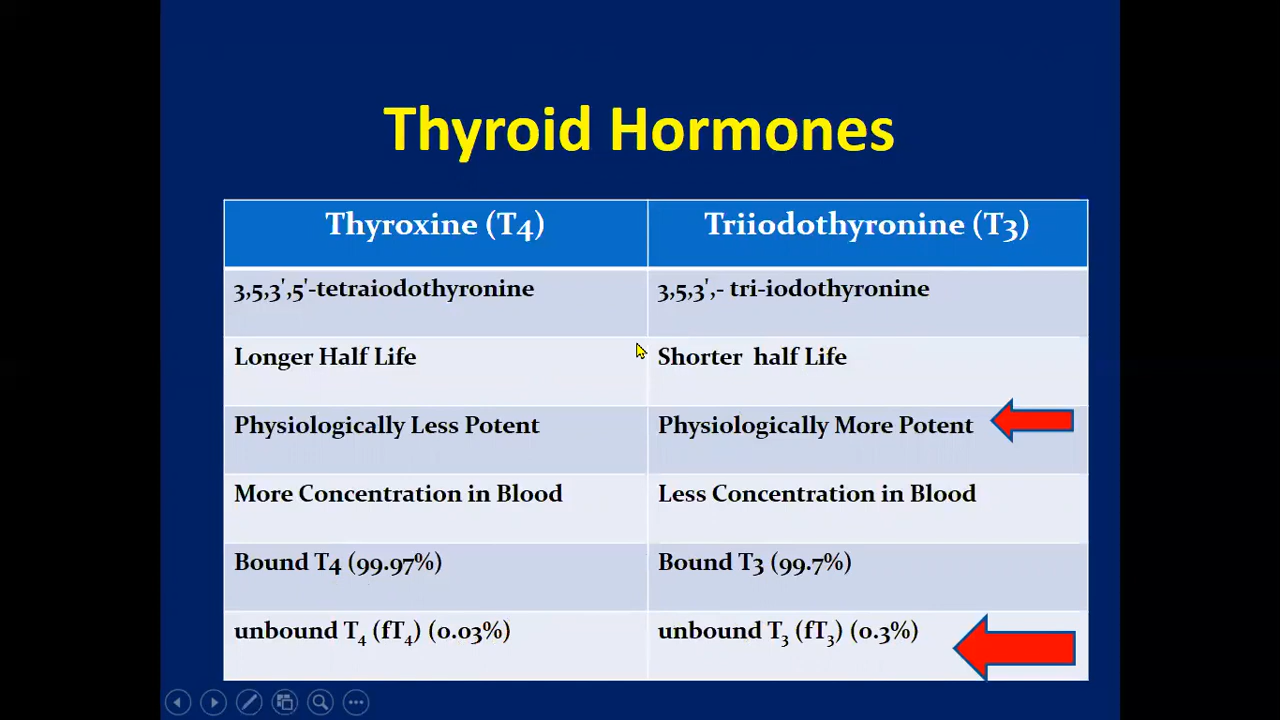 Thyroid Hormones
Thyroxine (T4)
Triiodothyronine (T3)
3,5,3',5'-tetraiodothyronine
3,5,3',- tri-iodothyronine
Longer Half Life
Shorter half Life
Physiologically Less Potent
Physiologically More Potent
More Concentration in Blood
Less Concentration in Blood
Bound T4 (99.97%)
Bound T3 (99.7%)
unbound T₄ (fT₄) (0.03%)
unbound T₃ (fT₃) (0.3%)